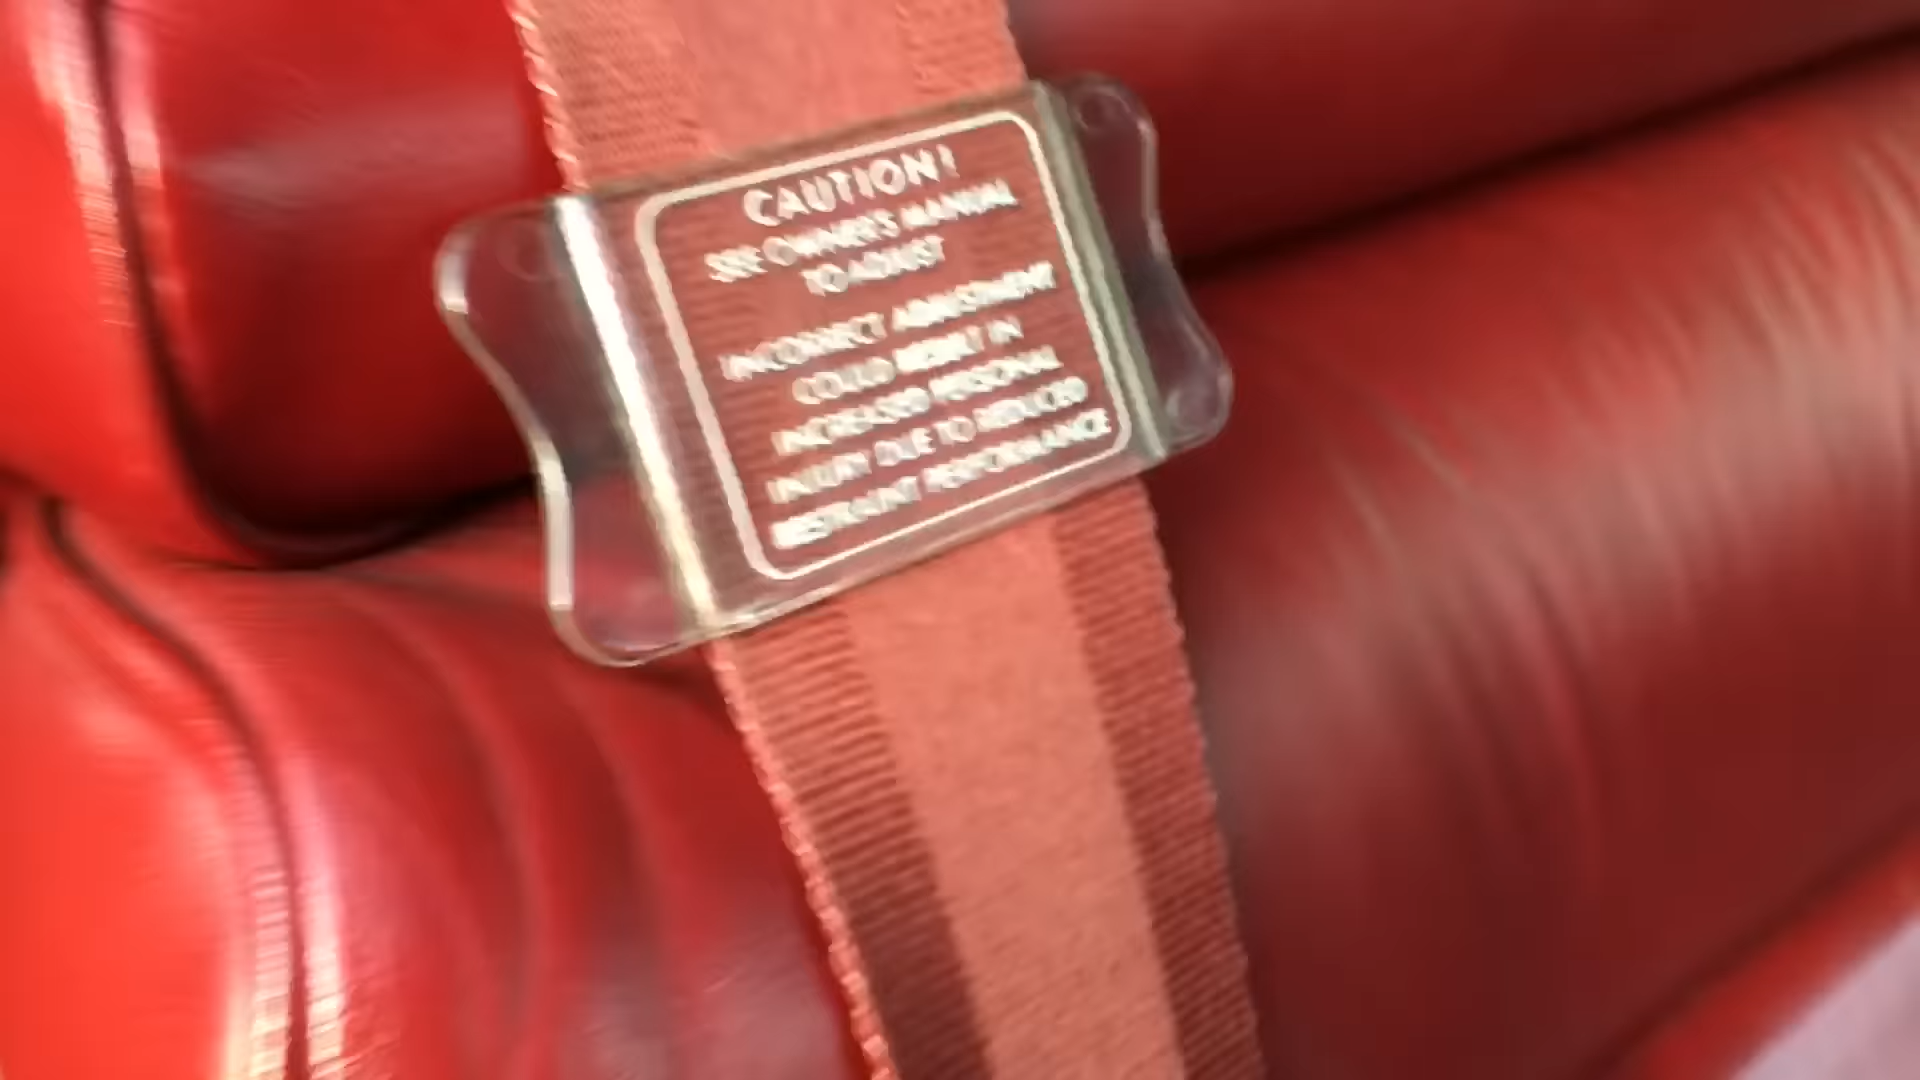 CAUTION!
SEE OWNER'S MANUAL
TO ADJUST
INCORRECT ADJUSTMENT
COULD RESULT IN
INCREASED PERSONAL
INJURY DUE TO REDUCED
RESTRAINT PERFORMANCE